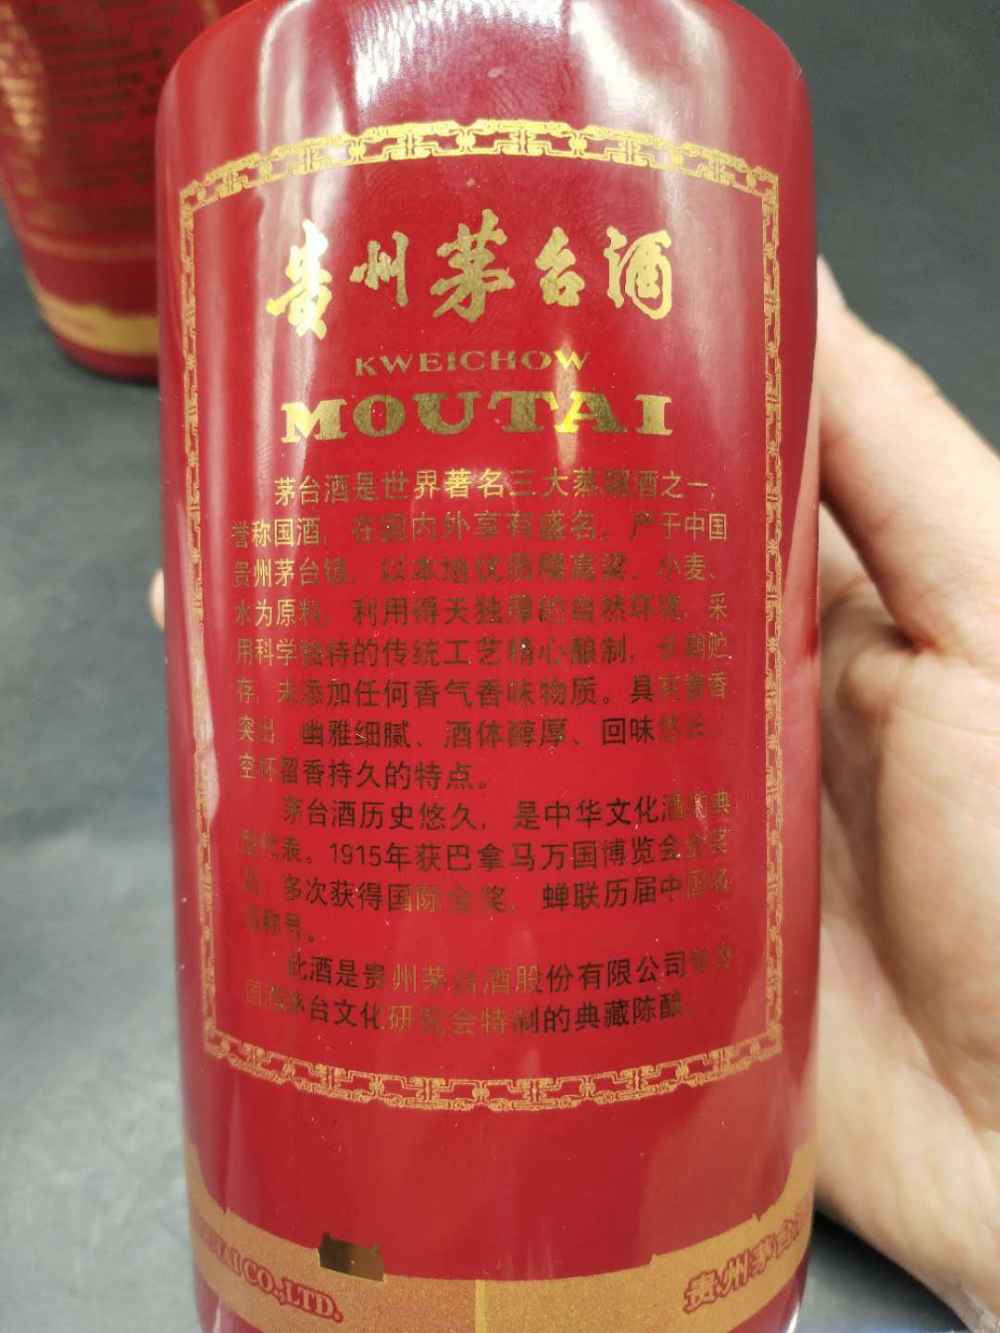 贵州茅台酒
KWEICHOW
MOUTAI
茅台酒是世界著名三大蒸馏酒之一,
誉称国酒, 在国内外享有盛名。产于中国
贵州茅台镇, 以本地优质糯高粱、小麦、
水为原料, 利用得天独厚的自然环境, 采
用科学独特的传统工艺精心酿制, 长期贮
存, 未添加任何香气香味物质。具有酱香
突出、幽雅细腻、酒体醇厚、回味悠长、
空杯留香持久的特点。
茅台酒历史悠久, 是中华文化酒的典
代表。1915年获巴拿马万国博览会金奖
多次获得国际金奖, 蝉联历届中国名
酒称号。
此酒是贵州茅台酒股份有限公司
国酒茅台文化研究会特制的典藏陈酿。
TAI CO.,LTD.
贵州茅台